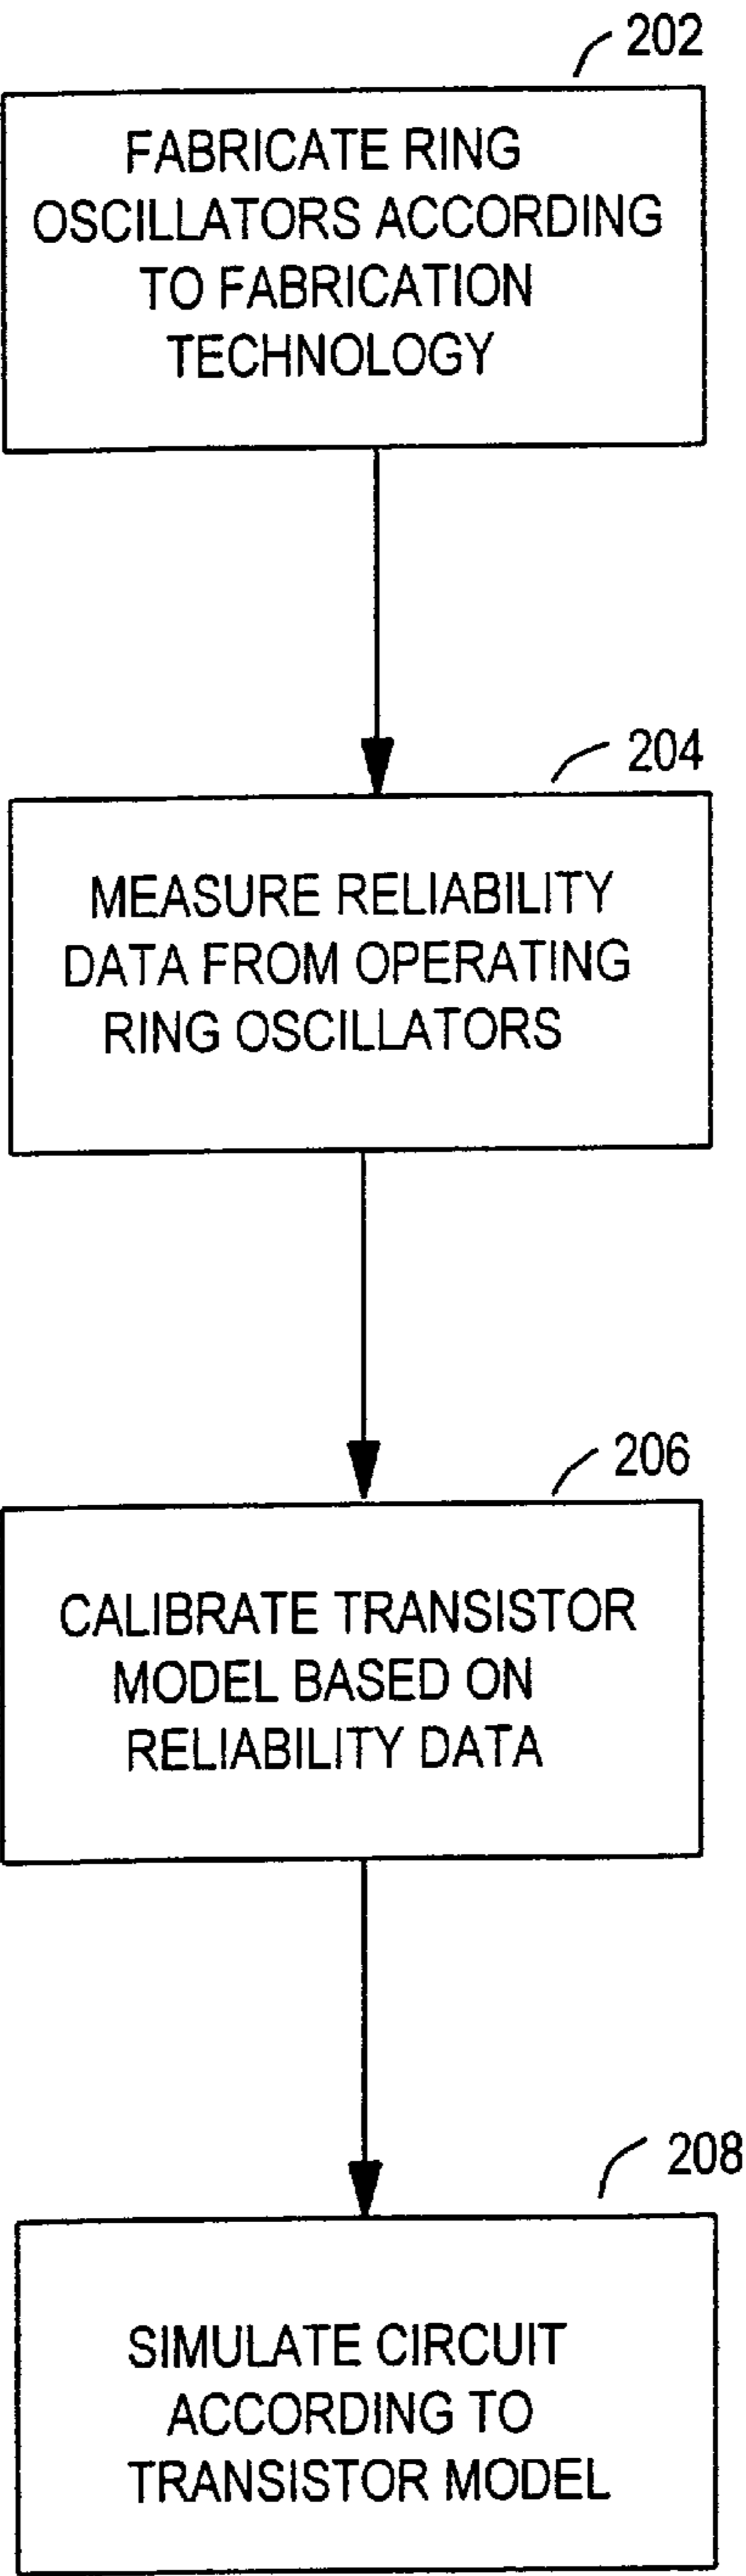 202
FABRICATE RING
OSCILLATORS ACCORDING
TO FABRICATION
TECHNOLOGY
204
MEASURE RELIABILITY
DATA FROM OPERATING
RING OSCILLATORS
206
CALIBRATE TRANSISTOR
MODEL BASED ON
RELIABILITY DATA
208
SIMULATE CIRCUIT
ACCORDING TO
TRANSISTOR MODEL